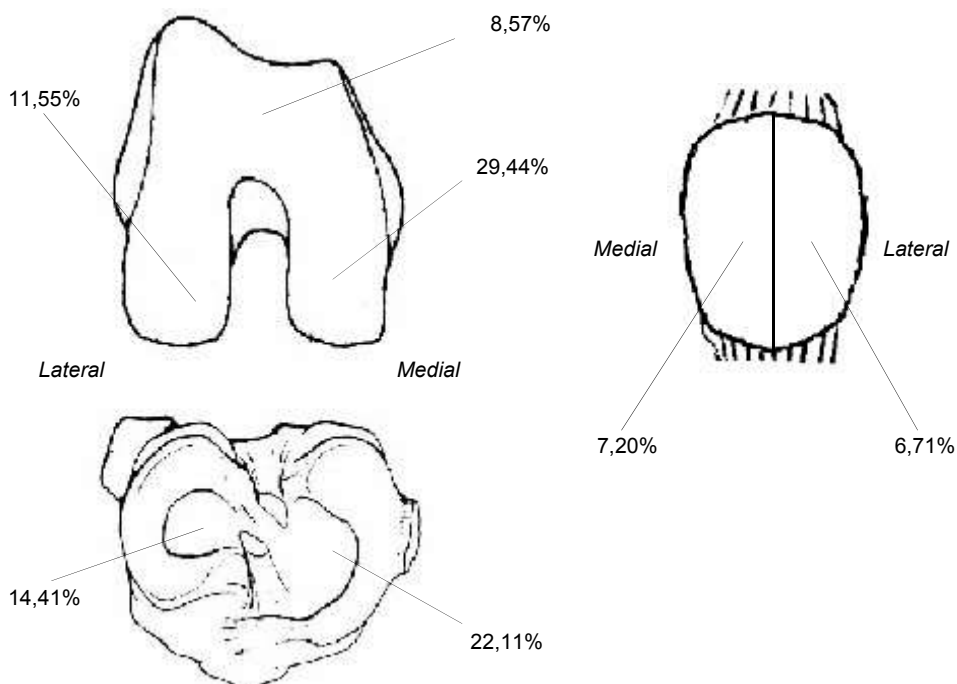 8,57%
11,55%
29,44%
Lateral
Medial
Medial
Lateral
7,20%
6,71%
14,41%
22,11%